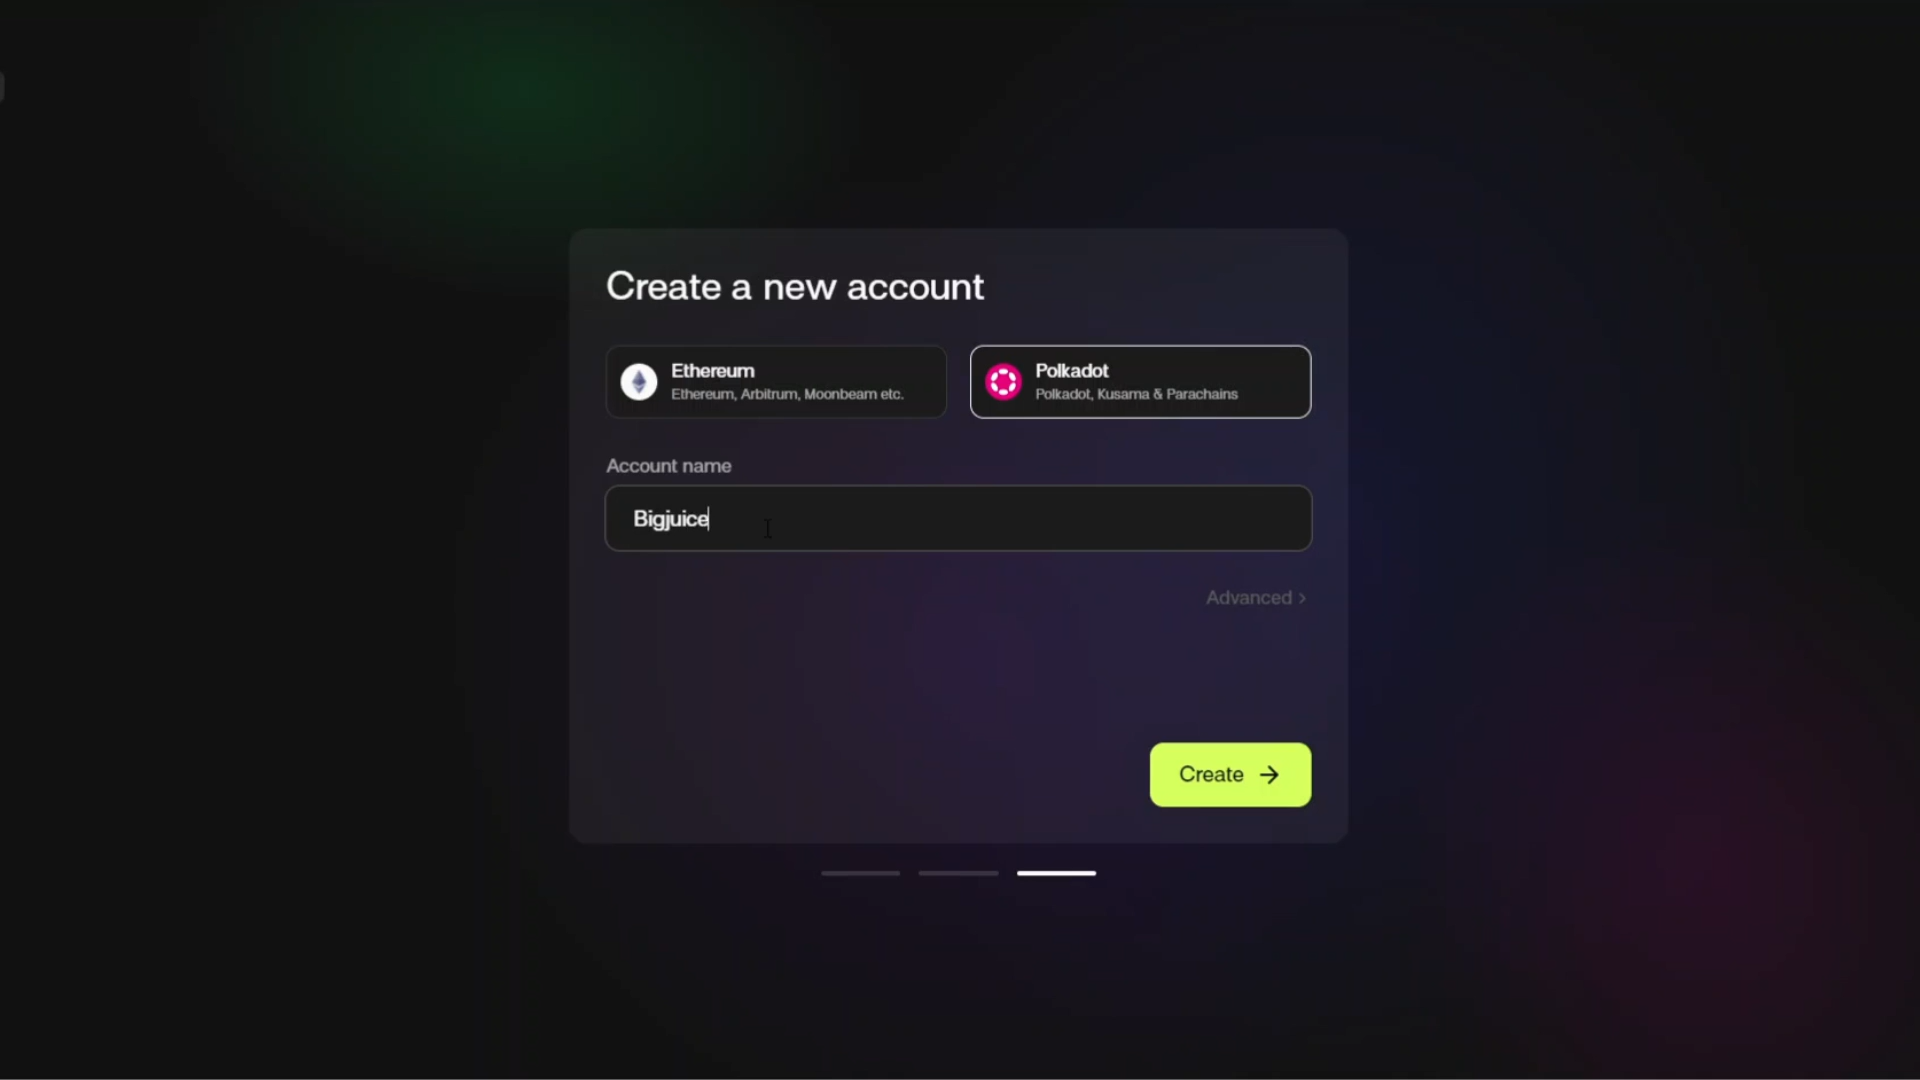 Create a new account
Ethereum
Ethereum, Arbitrum, Moonbeam etc.
Polkadot
Polkadot, Kusama & Parachains
Account name
Bigjuice
Advanced >
Create →